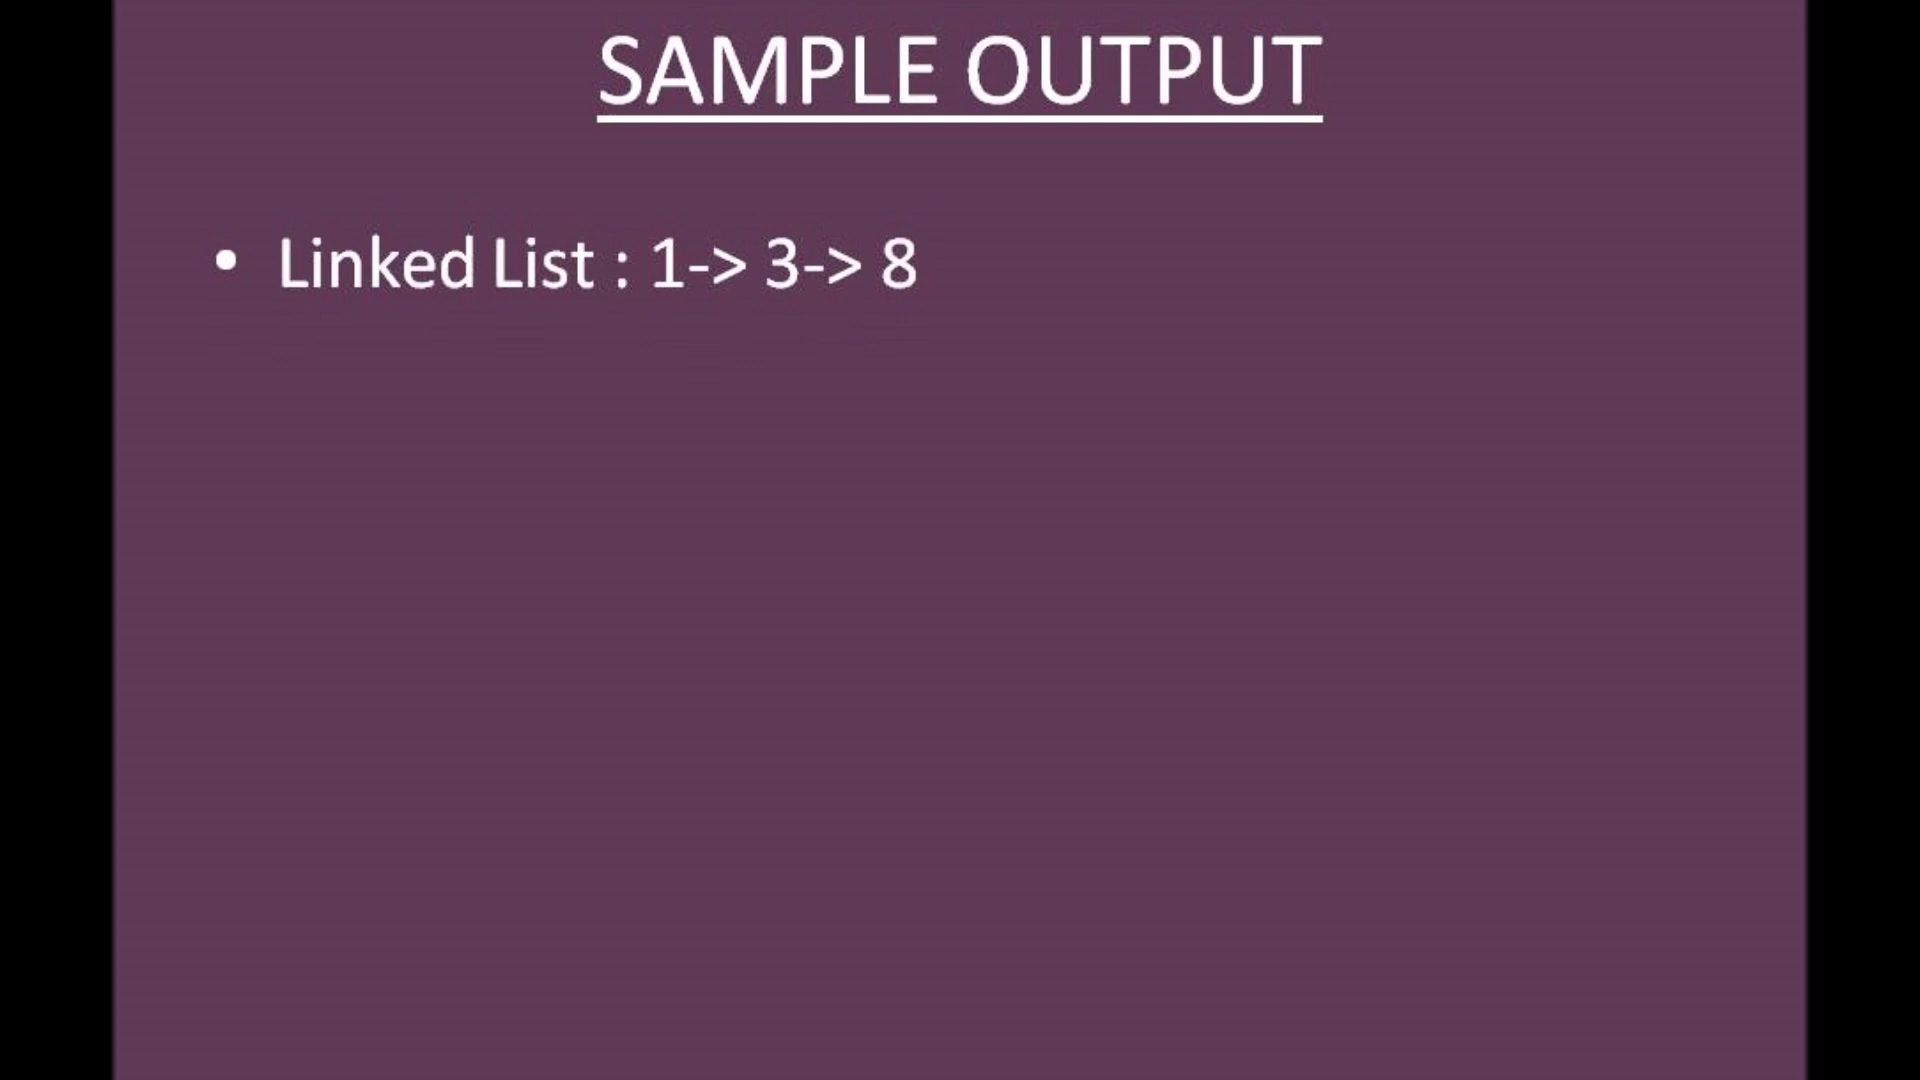 SAMPLE OUTPUT
• Linked List : 1-> 3-> 8